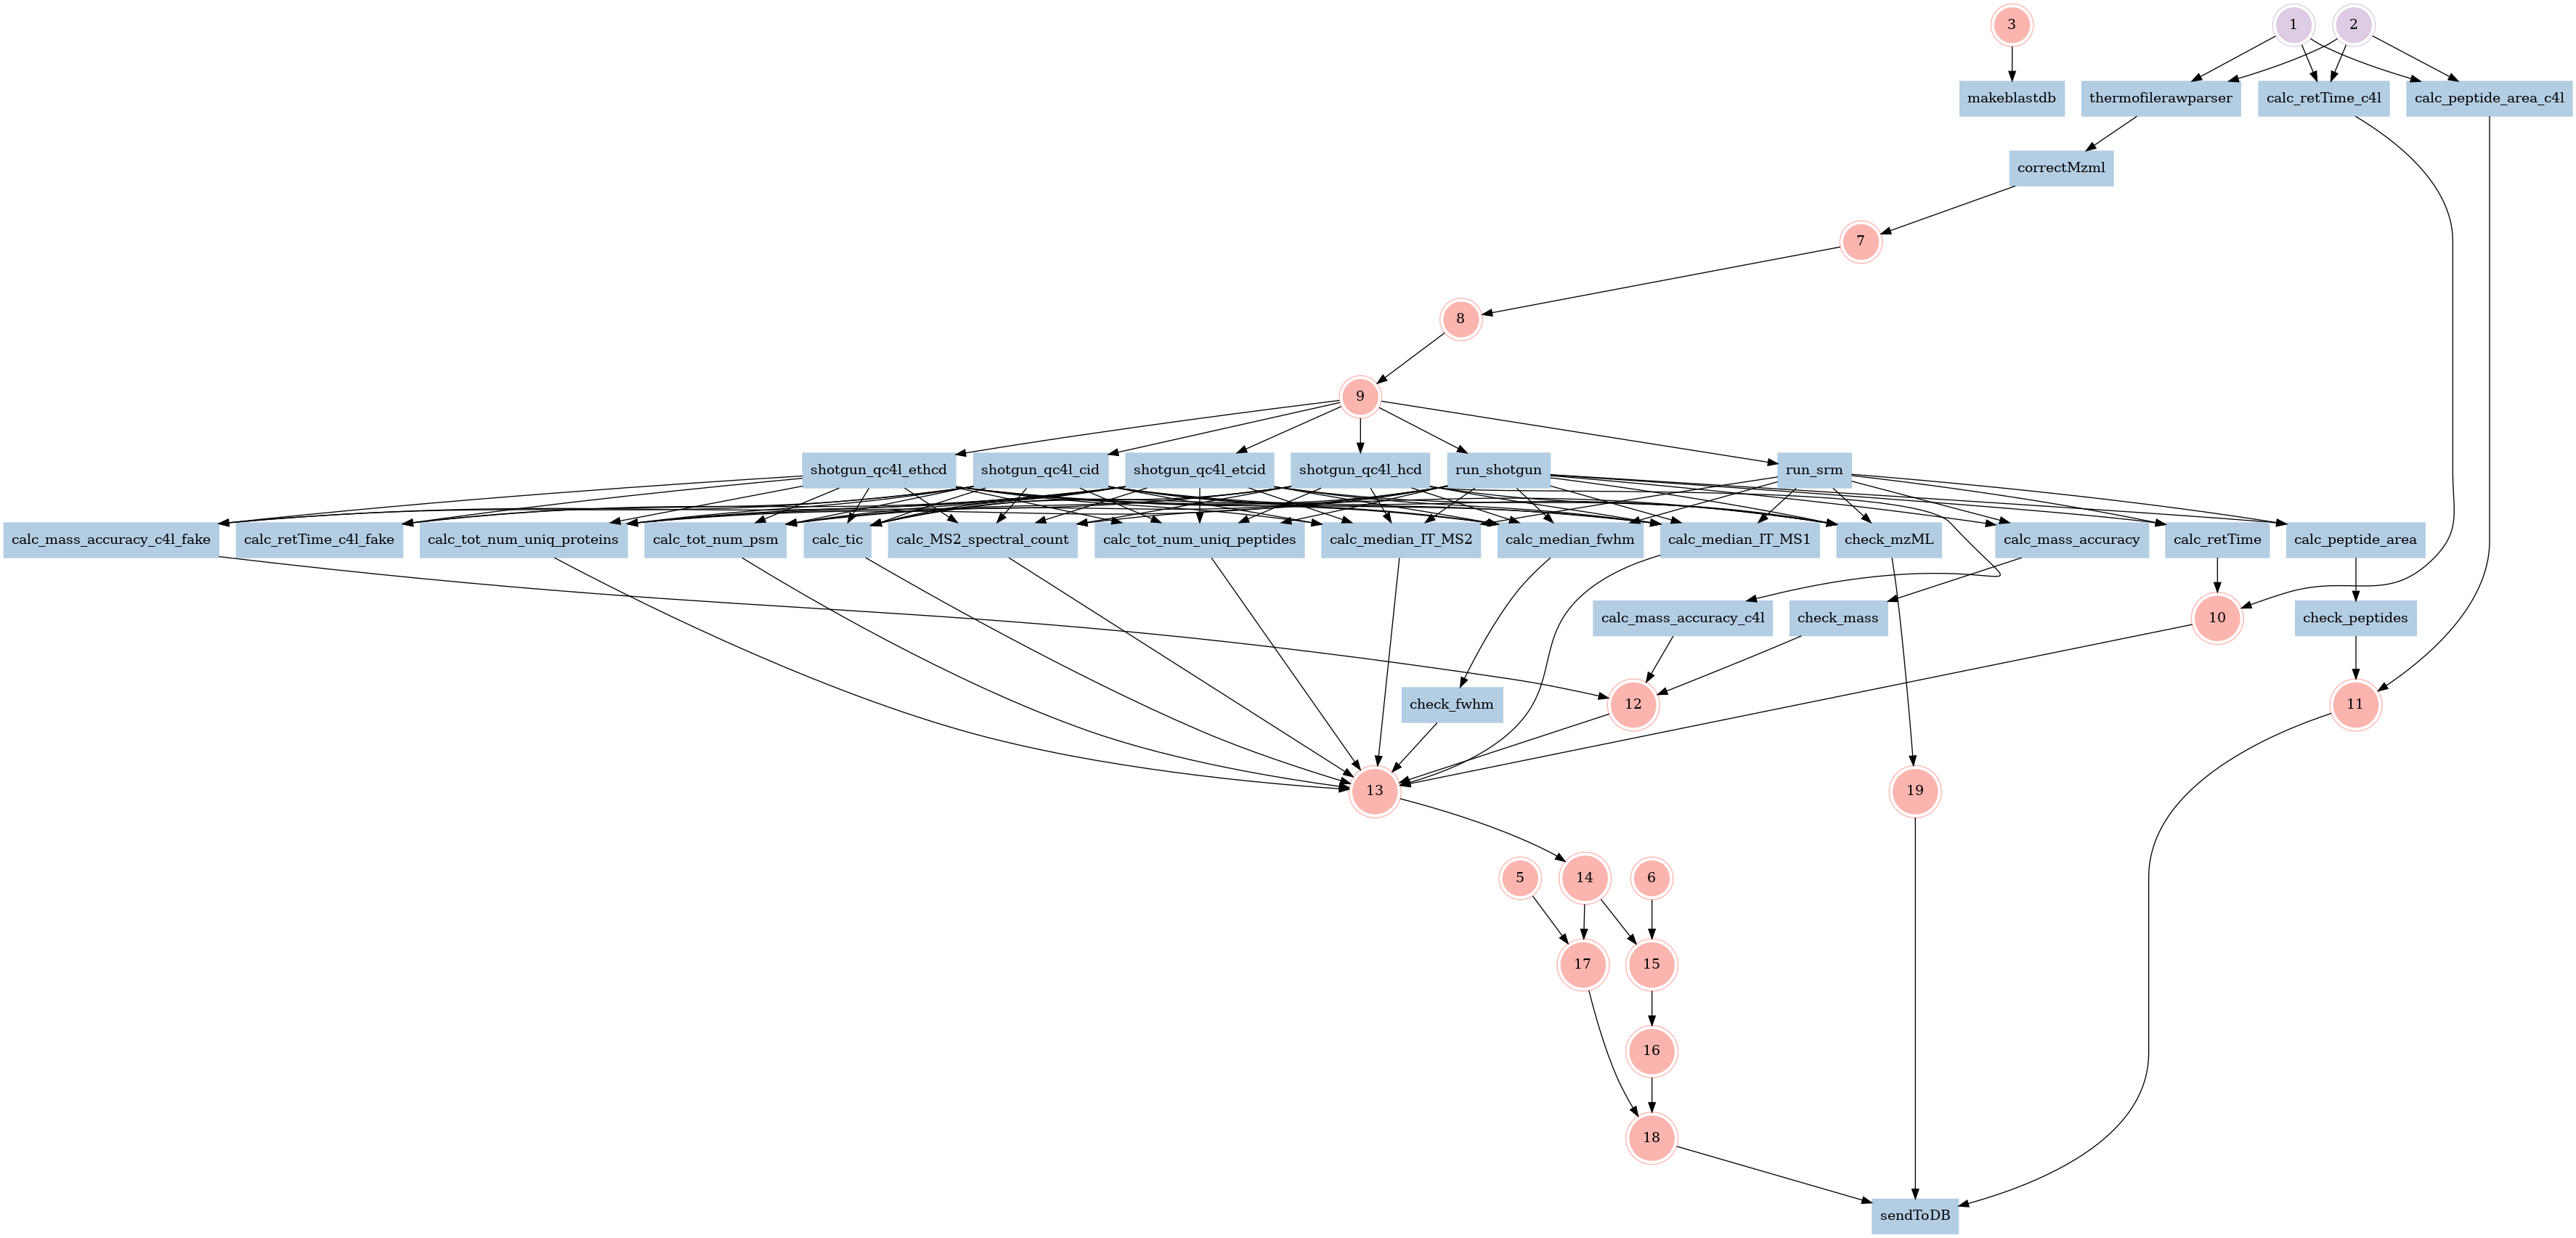 3
1
2
makeblastdb
thermofilerawparser
calc_retTime_c4l
calc_peptide_area_c4l
correctMzml
7
8
9
shotgun_qc4l_ethcd
shotgun_qc4l_cid
shotgun_qc4l_etcid
shotgun_qc4l_hcd
run_shotgun
run_srm
calc_mass_accuracy_c4l_fake
calc_retTime_c4l_fake
calc_tot_num_uniq_proteins
calc_tot_num_psm
calc_tic
calc_MS2_spectral_count
calc_tot_num_uniq_peptides
calc_median_IT_MS2
calc_median_fwhm
calc_median_IT_MS1
check_mzML
calc_mass_accuracy
calc_retTime
calc_peptide_area
calc_mass_accuracy_c4l
check_mass
10
check_peptides
check_fwhm
12
11
13
19
5
14
6
17
15
16
18
sendToDB